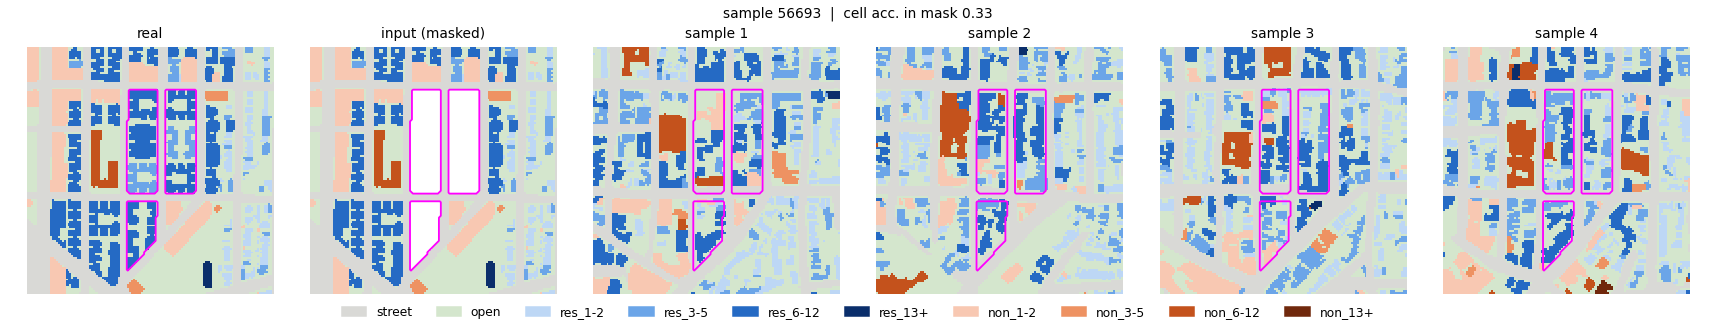 sample 56693  |  cell acc. in mask 0.33
real
input (masked)
sample 1
sample 2
sample 3
sample 4
street
open
res_1-2
res_3-5
res_6-12
res_13+
non_1-2
non_3-5
non_6-12
non_13+